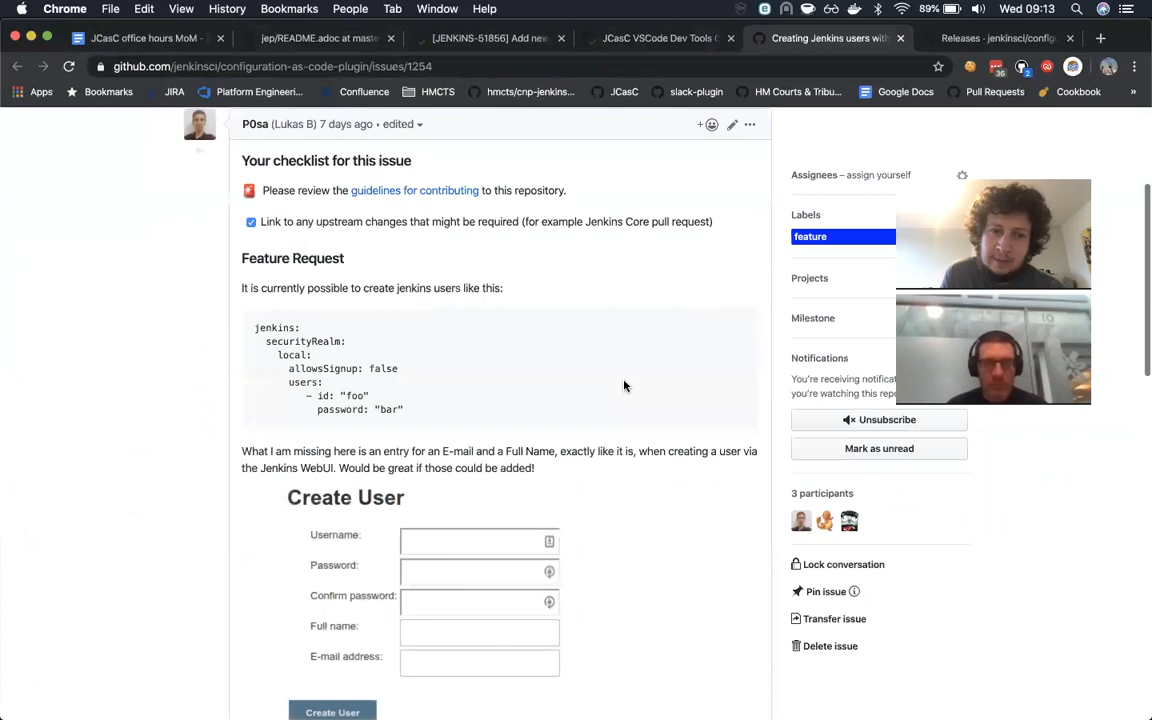 Chrome File Edit View History Bookmarks People Tab Window Help 89% Wed 09:13
JCasC office hours MoM - × jep/README.adoc at maste × [JENKINS-51856] Add new × JCasC VSCode Dev Tools × Creating Jenkins users with × Releases · jenkinsci/config ×
github.com/jenkinsci/configuration-as-code-plugin/issues/1254 36 2
Apps Bookmarks JIRA Platform Engineeri... Confluence HMCTS hmcts/cnp-jenkins... JCasC slack-plugin HM Courts & Tribu... Google Docs Pull Requests Cookbook »
P0sa (Lukas B) 7 days ago • edited
Your checklist for this issue
Please review the guidelines for contributing to this repository.
Link to any upstream changes that might be required (for example Jenkins Core pull request)
Feature Request
It is currently possible to create jenkins users like this:
jenkins:
securityRealm:
local:
allowsSignup: false
users:
- id: "foo"
password: "bar"
What I am missing here is an entry for an E-mail and a Full Name, exactly like it is, when creating a user via
the Jenkins WebUI. Would be great if those could be added!
Create User
Username:
Password:
Confirm password:
Full name:
E-mail address:
Create User
Assignees – assign yourself
Labels
feature
Projects
Milestone
Notifications
You're receiving notificat
you're watching this rep
Unsubscribe
Mark as unread
3 participants
Lock conversation
Pin issue
Transfer issue
Delete issue